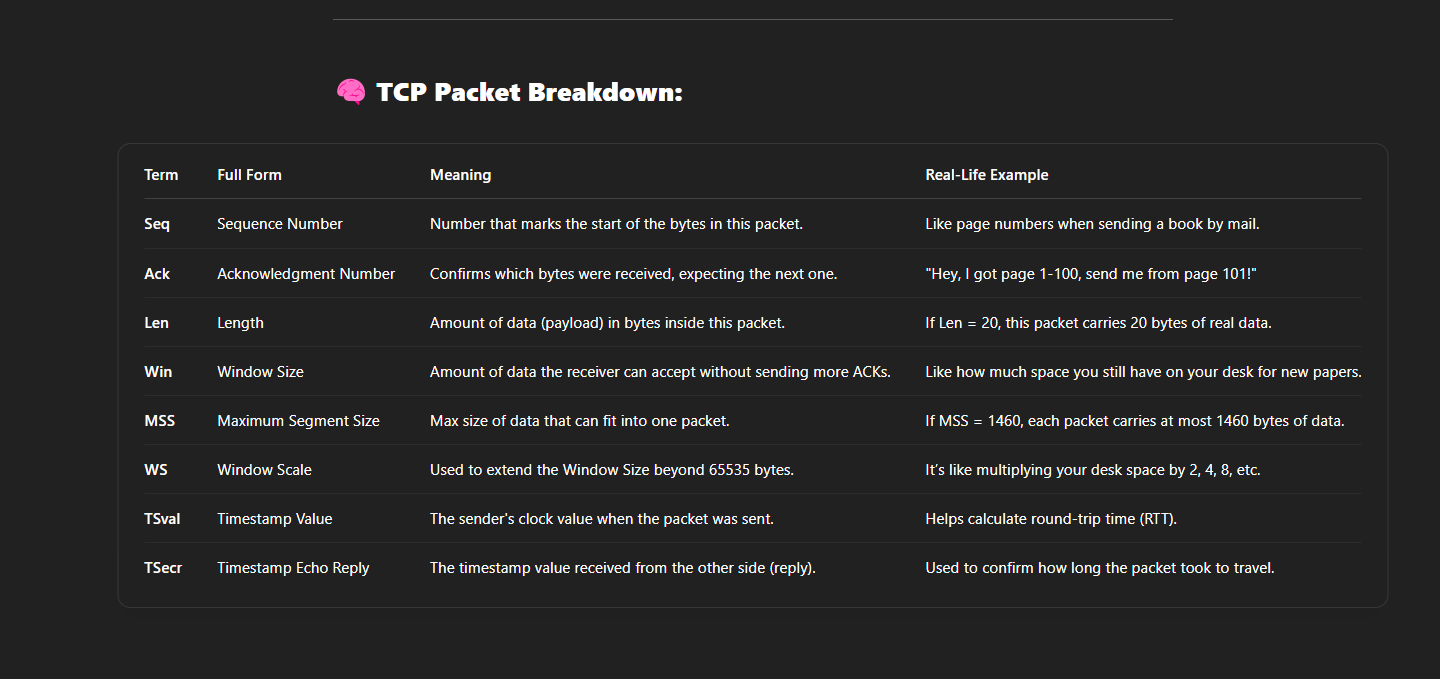 🧠 TCP Packet Breakdown:
Term Full Form Meaning Real-Life Example
Seq Sequence Number Number that marks the start of the bytes in this packet. Like page numbers when sending a book by mail.
Ack Acknowledgment Number Confirms which bytes were received, expecting the next one. "Hey, I got page 1-100, send me from page 101!"
Len Length Amount of data (payload) in bytes inside this packet. If Len = 20, this packet carries 20 bytes of real data.
Win Window Size Amount of data the receiver can accept without sending more ACKs. Like how much space you still have on your desk for new papers.
MSS Maximum Segment Size Max size of data that can fit into one packet. If MSS = 1460, each packet carries at most 1460 bytes of data.
WS Window Scale Used to extend the Window Size beyond 65535 bytes. It’s like multiplying your desk space by 2, 4, 8, etc.
TSval Timestamp Value The sender's clock value when the packet was sent. Helps calculate round-trip time (RTT).
TSecr Timestamp Echo Reply The timestamp value received from the other side (reply). Used to confirm how long the packet took to travel.